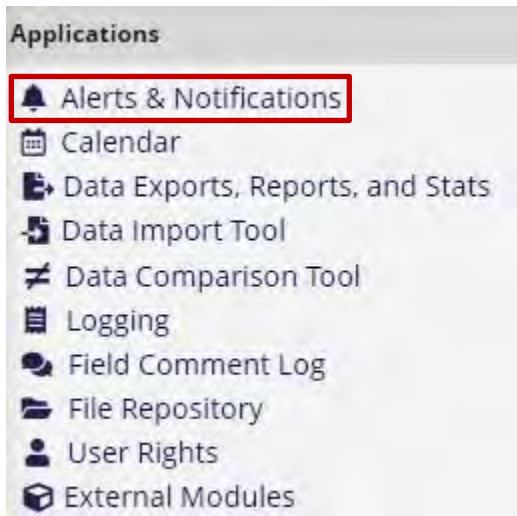 Applications
Alerts & Notifications
Calendar
Data Exports, Reports, and Stats
Data Import Tool
Data Comparison Tool
Logging
Field Comment Log
File Repository
User Rights
External Modules